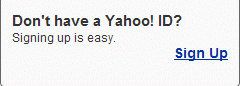 Don't have a Yahoo! ID?
Signing up is easy.
Sign Up